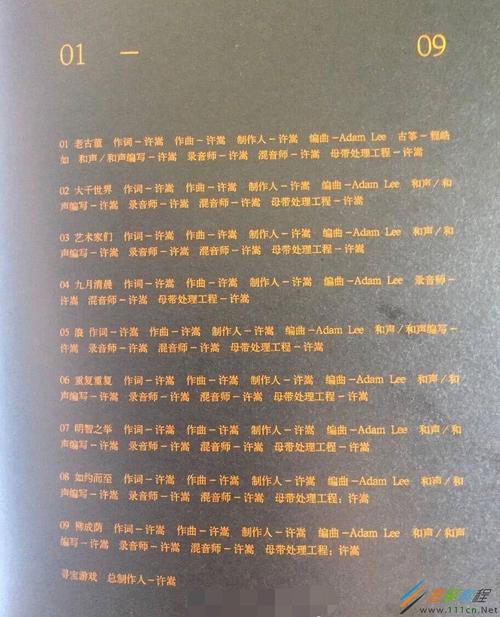 01 — 09
01 老古董 作词－许嵩 作曲－许嵩 制作人－许嵩 编曲－Adam Lee 古筝－程皓
如 和声/和声编写－许嵩 录音师－许嵩 混音师－许嵩 母带处理工程－许嵩
02 大千世界 作词－许嵩 作曲－许嵩 制作人－许嵩 编曲－Adam Lee 和声/和
声编写－许嵩 录音师－许嵩 混音师－许嵩 母带处理工程－许嵩
03 艺术家们 作词－许嵩 作曲－许嵩 制作人－许嵩 编曲－Adam Lee 和声/和
声编写－许嵩 录音师－许嵩 混音师－许嵩 母带处理工程－许嵩
04 九月清晨 作词－许嵩 作曲－许嵩 制作人－许嵩 编曲－Adam Lee 录音师－
许嵩 混音师－许嵩 母带处理工程－许嵩
05 浪 作词－许嵩 作曲－许嵩 制作人－许嵩 编曲－Adam Lee 和声/和声编写－
许嵩 录音师－许嵩 混音师－许嵩 母带处理工程－许嵩
06 重复重复 作词－许嵩 作曲－许嵩 制作人－许嵩 编曲－Adam Lee 和声/和
声编写－许嵩 录音师－许嵩 混音师－许嵩 母带处理工程－许嵩
07 明智之举 作词－许嵩 作曲－许嵩 制作人－许嵩 编曲－Adam Lee 和声/和
声编写－许嵩 录音师－许嵩 混音师－许嵩 母带处理工程－许嵩
08 如约而至 作词－许嵩 作曲－许嵩 制作人－许嵩 编曲－Adam Lee 和声/和
声编写－许嵩 录音师－许嵩 混音师－许嵩 母带处理工程：许嵩
09 柳成荫 作词－许嵩 作曲－许嵩 制作人－许嵩 编曲－Adam Lee 和声/和声
编写－许嵩 录音师－许嵩 混音师－许嵩 母带处理工程：许嵩
寻宝游戏 总制作人－许嵩
教程
www.111cn.Net